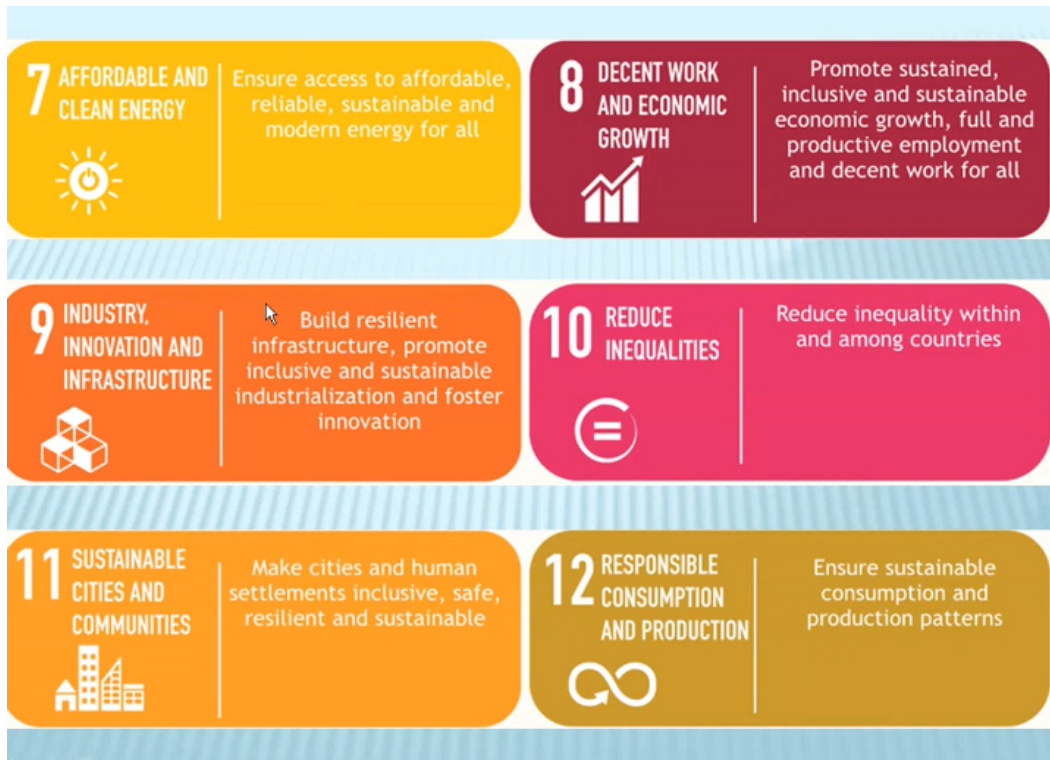 7 AFFORDABLE AND
CLEAN ENERGY
Ensure access to affordable,
reliable, sustainable and
modern energy for all
8 DECENT WORK
AND ECONOMIC
GROWTH
Promote sustained,
inclusive and sustainable
economic growth, full and
productive employment
and decent work for all
9 INDUSTRY,
INNOVATION AND
INFRASTRUCTURE
Build resilient
infrastructure, promote
inclusive and sustainable
industrialization and foster
innovation
10 REDUCE
INEQUALITIES
Reduce inequality within
and among countries
11 SUSTAINABLE
CITIES AND
COMMUNITIES
Make cities and human
settlements inclusive, safe,
resilient and sustainable
12 RESPONSIBLE
CONSUMPTION
AND PRODUCTION
Ensure sustainable
consumption and
production patterns